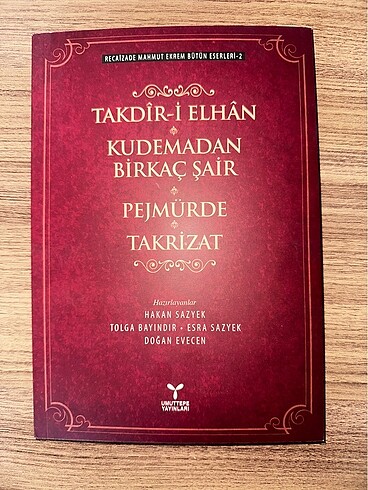 RECAİZADE MAHMUT EKREM BÜTÜN ESERLERİ-2
TAKDÎR-İ ELHÂN
KUDEMADAN
BİRKAÇ ŞAİR
PEJMÜRDE
TAKRİZAT
Hazırlayanlar
HAKAN SAZYEK
TOLGA BAYINDIR • ESRA SAZYEK
DOĞAN EVECEN
UMUTTEPE
YAYINLARI